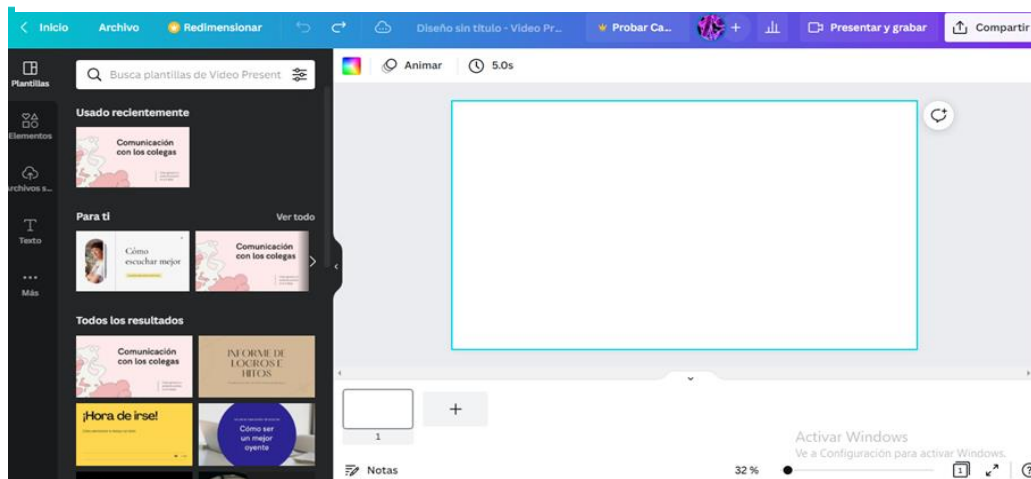 Inicio Archivo Redimensionar Diseño sin título - Video Pr... Probar Ca... Presentar y grabar Compartir
Plantillas
Elementos
rchivos s...
Texto
Más
Busca plantillas de Video Present
Usado recientemente
Comunicación
con los colegas
Para ti Ver todo
Cómo
escuchar mejor
Comunicación
con los colegas
Todos los resultados
Comunicación
con los colegas
INFORME DE
LOGROS E
HITOS
¡Hora de irse!
Cómo ser
un mejor
oyente
Animar 5.0s
1
Notas
Activar Windows
Ve a Configuración para activar Windows.
32 % 1